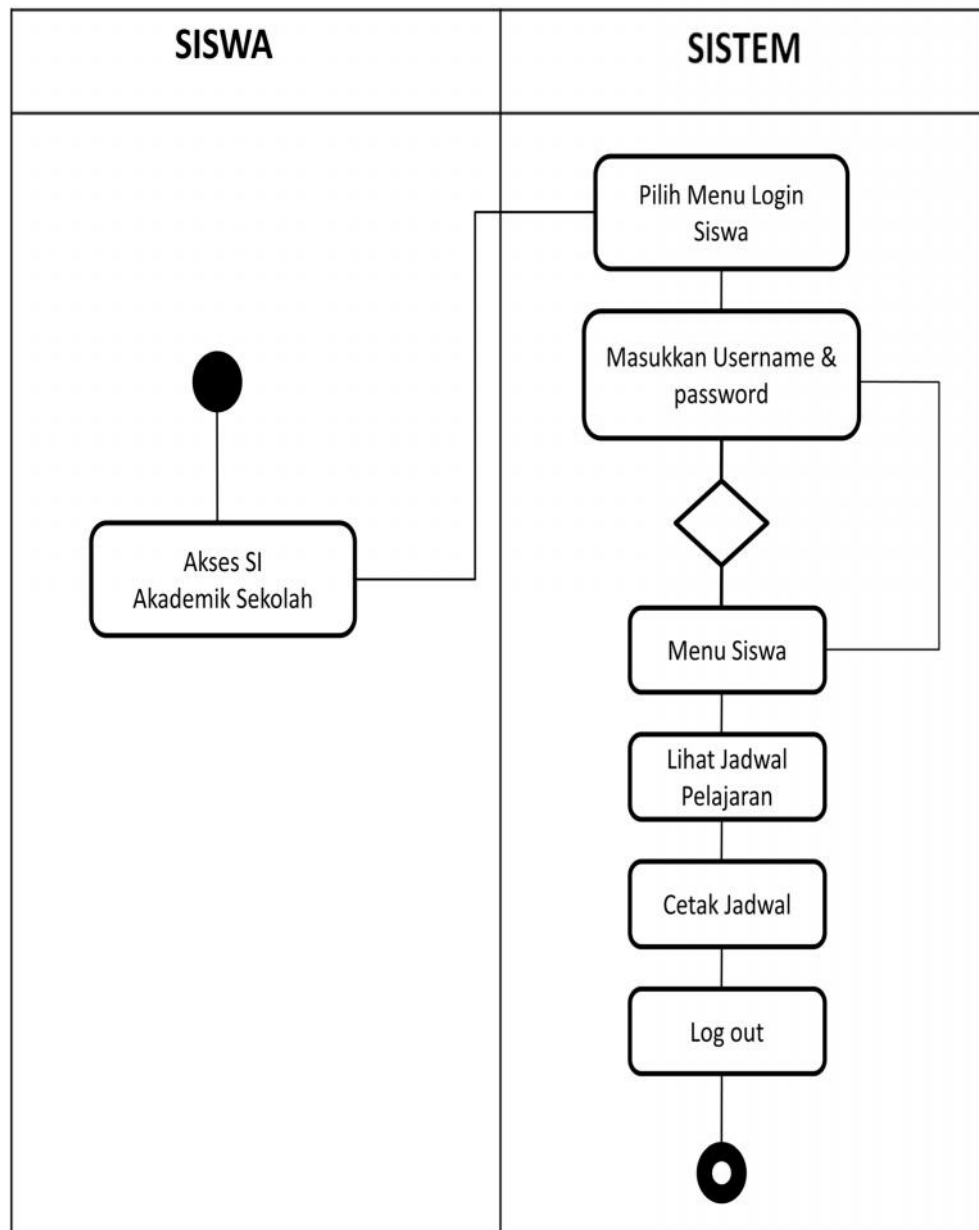 SISWA
SISTEM
Pilih Menu Login
Siswa
Masukkan Username &
password
Akses SI
Akademik Sekolah
Menu Siswa
Lihat Jadwal
Pelajaran
Cetak Jadwal
Log out